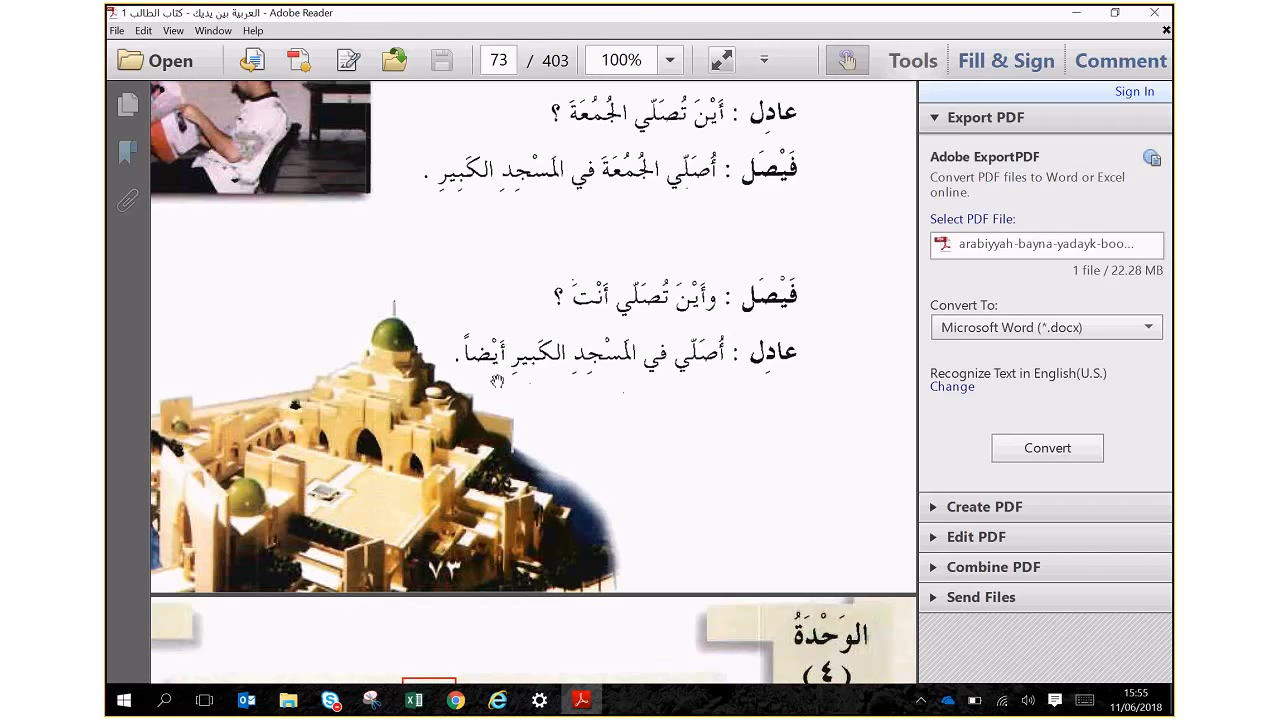 العربية بين يديك - كتاب الطالب 1 - Adobe Reader
File Edit View Window Help
Open 73 / 403 100% Tools Fill & Sign Comment
Sign In
Export PDF
Adobe ExportPDF
Convert PDF files to Word or Excel
online.
Select PDF File:
arabiyyah-bayna-yadayk-boo...
1 file / 22.28 MB
Convert To:
Microsoft Word (*.docx)
Recognize Text in English(U.S.)
Change
Convert
Create PDF
Edit PDF
Combine PDF
Send Files
عادِل : أَيْنَ تُصَلّي الجُمُعَةَ ؟
فَيْصَل : أُصَلّي الجُمُعَةَ في المَسْجِدِ الكَبِيرِ .
فَيْصَل : وأَيْنَ تُصَلّي أَنْتَ ؟
عادِل : أُصَلّي في المَسْجِدِ الكَبيرِ أَيْضاً .
٧٣
الوَحْدَةُ
(٤)
15:55
11/06/2018